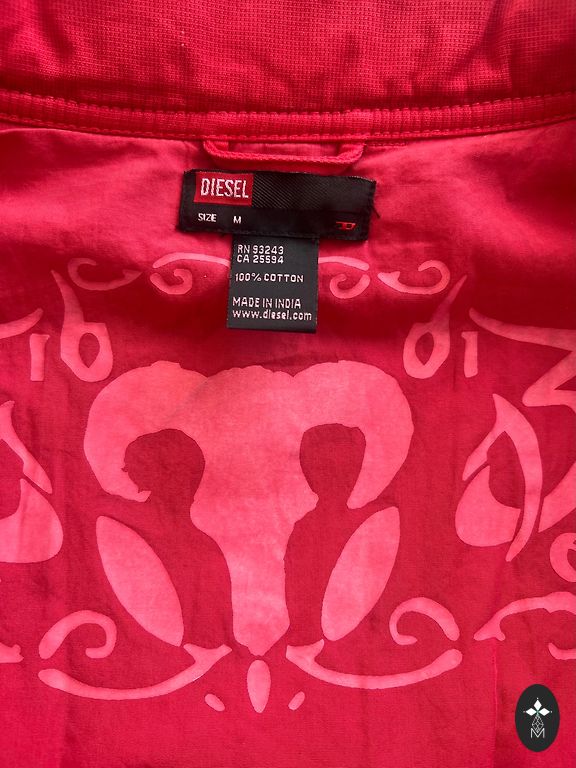 DIESEL
SIZE M
RN 93243
CA 25594
100% COTTON
MADE IN INDIA
www.diesel.com